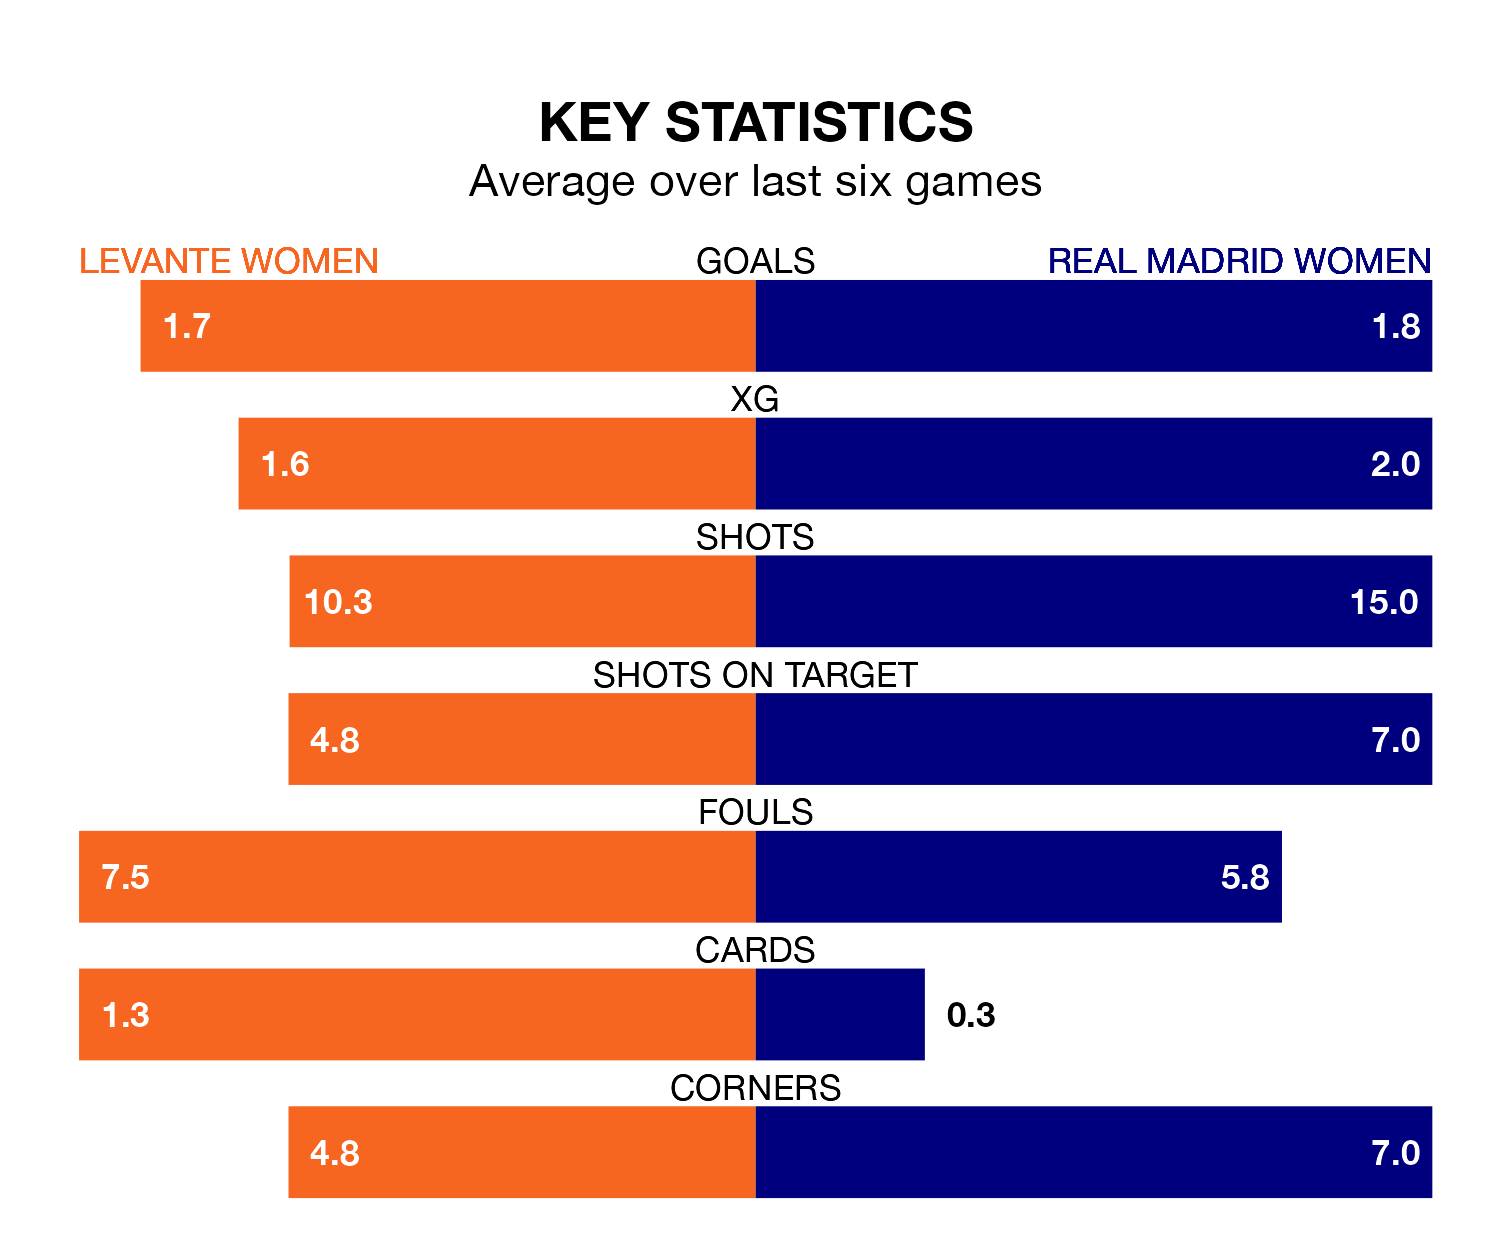 KEY STATISTICS
Average over last six games
LEVANTE WOMEN GOALS REAL MADRID WOMEN
1.7 1.8
XG
1.6 2.0
SHOTS
10.3 15.0
SHOTS ON TARGET
4.8 7.0
FOULS
7.5 5.8
CARDS
1.3 0.3
CORNERS
4.8 7.0